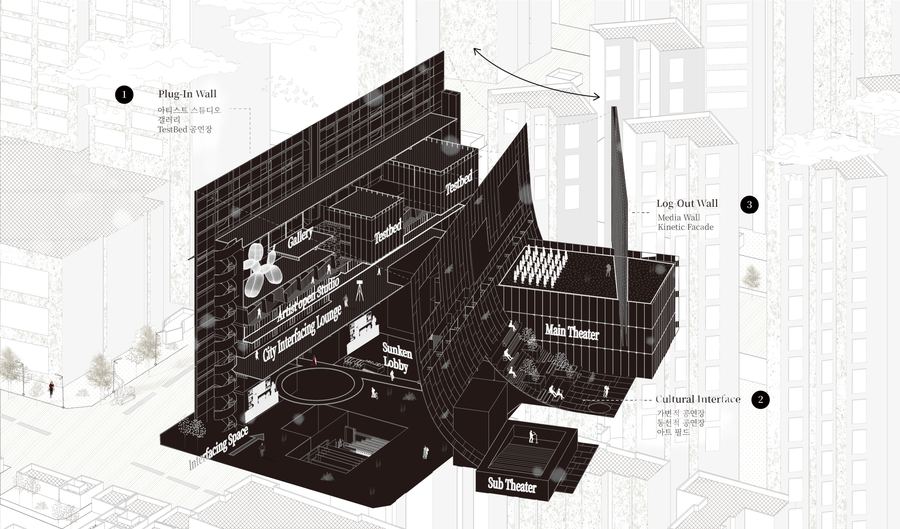 1
Plug-In Wall
아티스트 스튜디오
갤러리
TestBed 공연장
Testbed
Testbed
Gallery
Artist open Studio
City Interfacing Lounge
Sunken
Lobby
Interfacing Space
Main Theater
Sub Theater
Log-Out Wall
3
Media Wall
Kinetic Facade
Cultural Interface
2
가변적 공연장
동선적 공연장
아트 필드